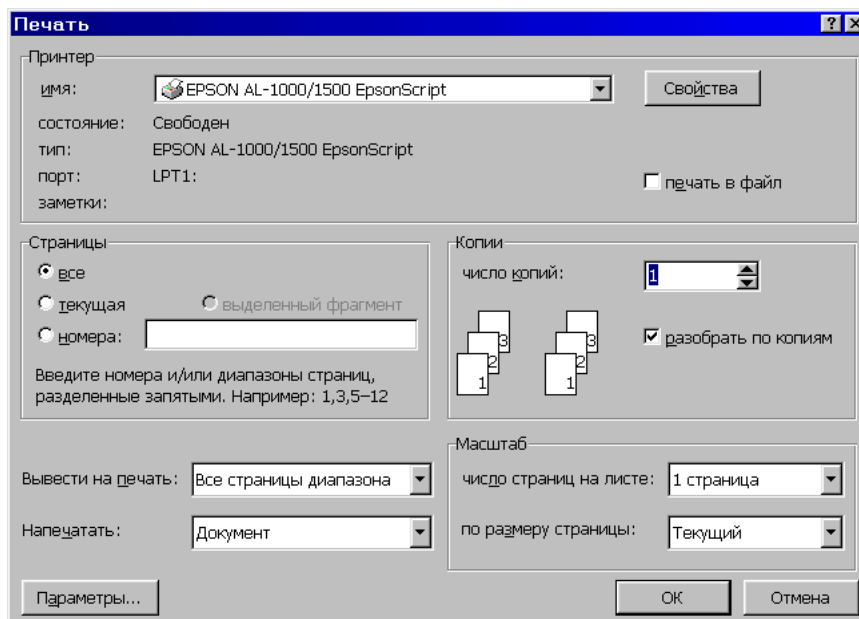 Печать
Принтер
имя: EPSON AL-1000/1500 EpsonScript Свойства
состояние: Свободен
тип: EPSON AL-1000/1500 EpsonScript
порт: LPT1: печать в файл
заметки:
Страницы
все
текущая выделенный фрагмент
номера:
Введите номера и/или диапазоны страниц,
разделенные запятыми. Например: 1,3,5–12
Копии
число копий: 1
3 3
2 2
1 1
разобрать по копиям
Вывести на печать: Все страницы диапазона
Напечатать: Документ
Масштаб
число страниц на листе: 1 страница
по размеру страницы: Текущий
Параметры... ОК Отмена